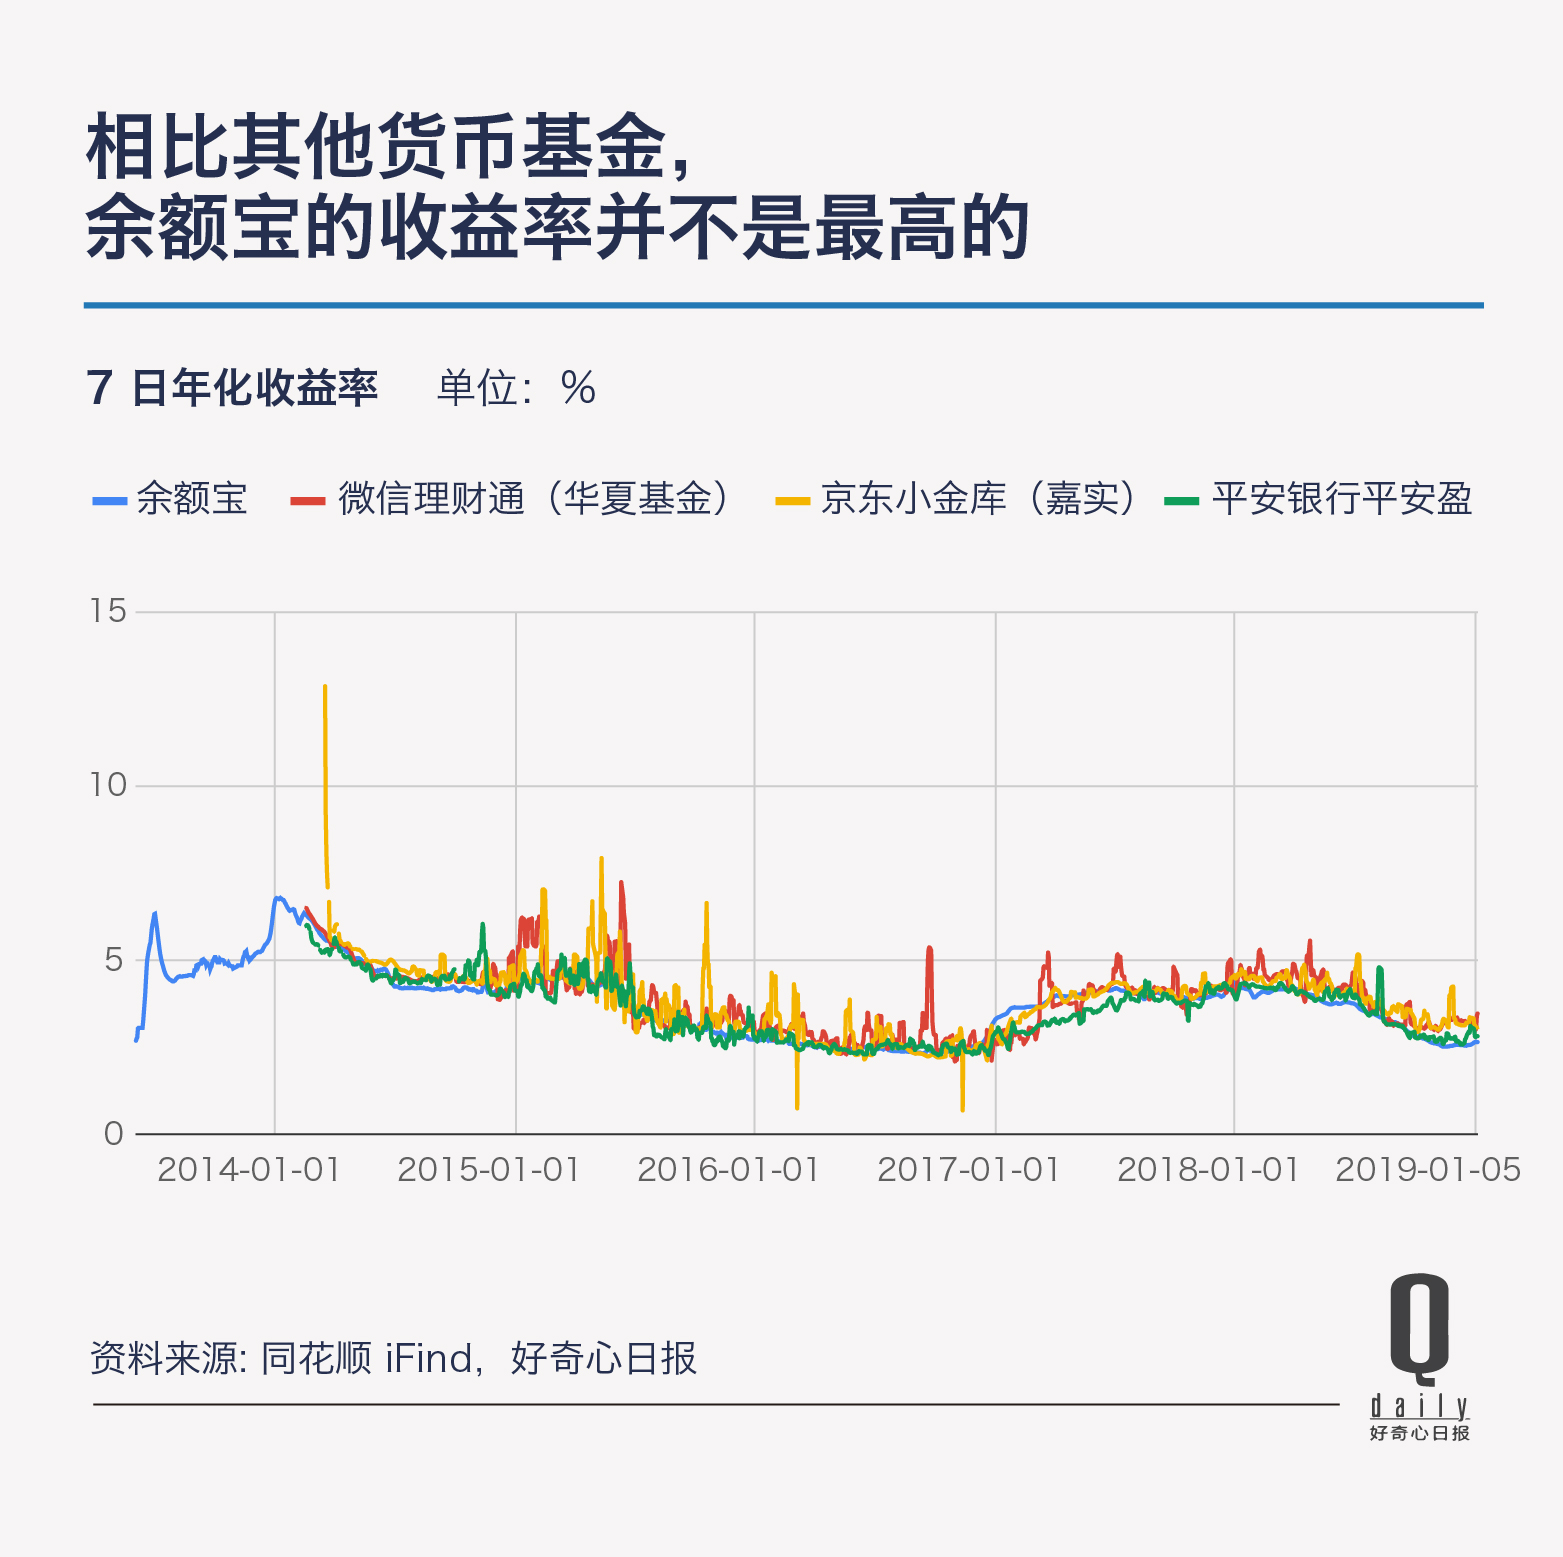 相比其他货币基金，
余额宝的收益率并不是最高的
7 日年化收益率 单位：%
余额宝 微信理财通（华夏基金） 京东小金库（嘉实） 平安银行平安盈
15
10
5
0
2014-01-01 2015-01-01 2016-01-01 2017-01-01 2018-01-01 2019-01-05
资料来源: 同花顺 iFind，好奇心日报
Q
daily
好奇心日报